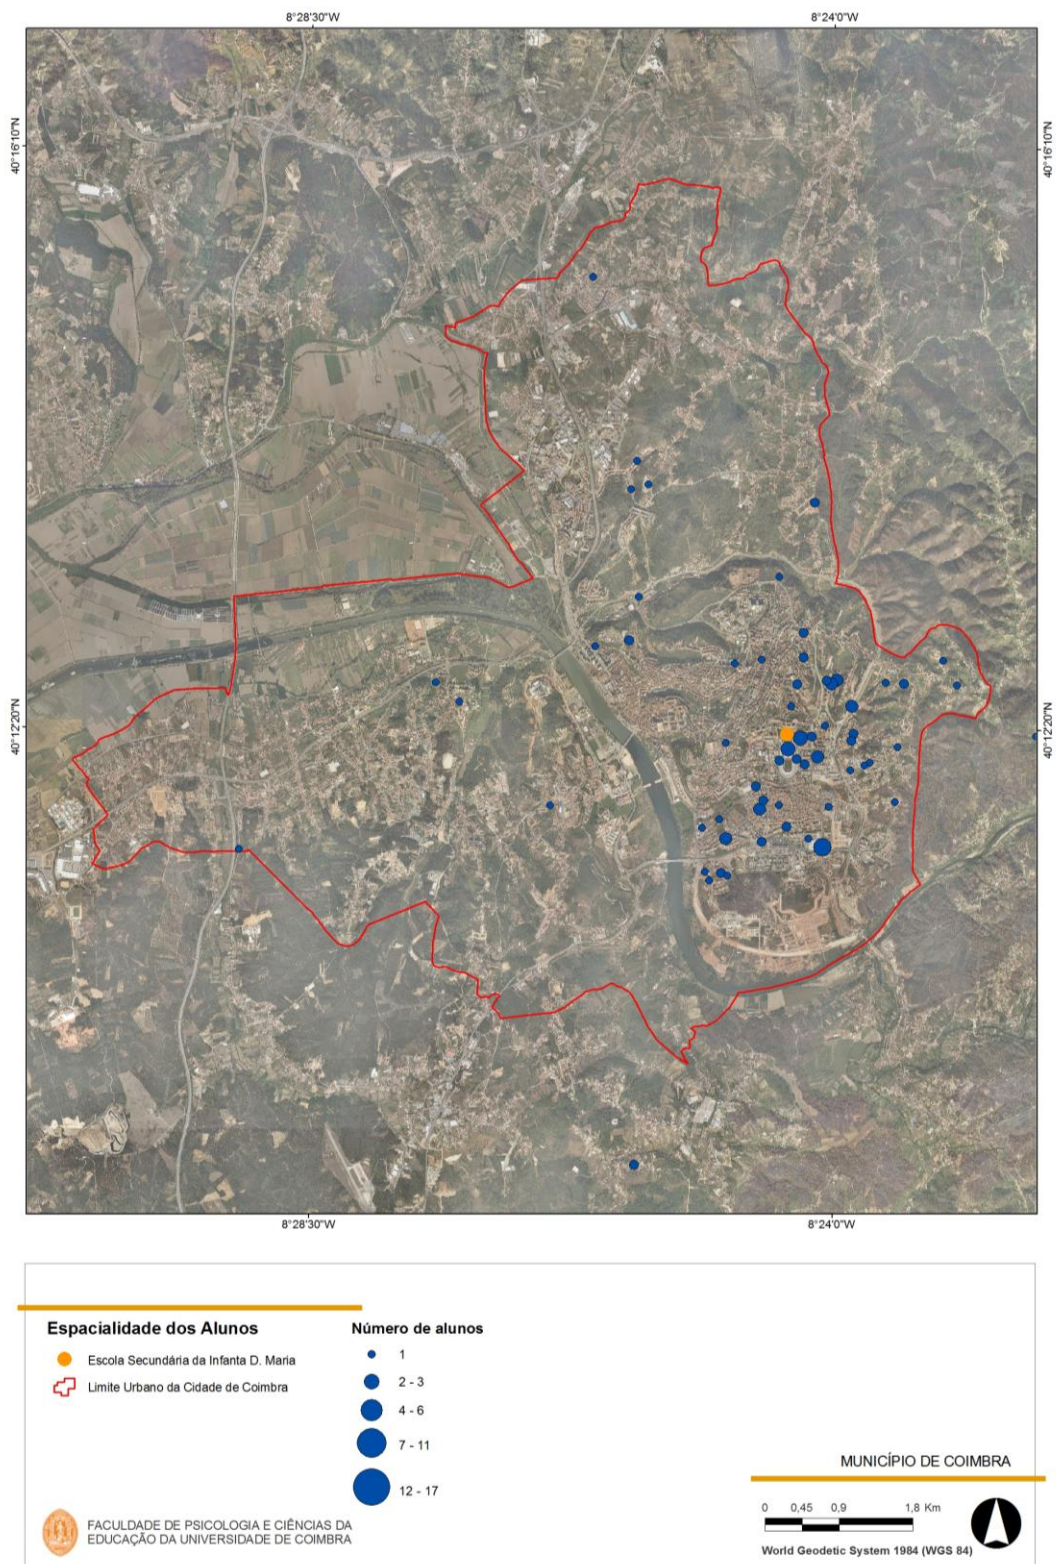 8°28'30"W
8°24'0"W
40°16'10"N
40°16'10"N
40°12'20"N
40°12'20"N
8°28'30"W
8°24'0"W
Espacialidade dos Alunos
Escola Secundária da Infanta D. Maria
Limite Urbano da Cidade de Coimbra
Número de alunos
1
2 - 3
4 - 6
7 - 11
12 - 17
MUNICÍPIO DE COIMBRA
0 0,45 0,9 1,8 Km
World Geodetic System 1984 (WGS 84)
FACULDADE DE PSICOLOGIA E CIÊNCIAS DA
EDUCAÇÃO DA UNIVERSIDADE DE COIMBRA